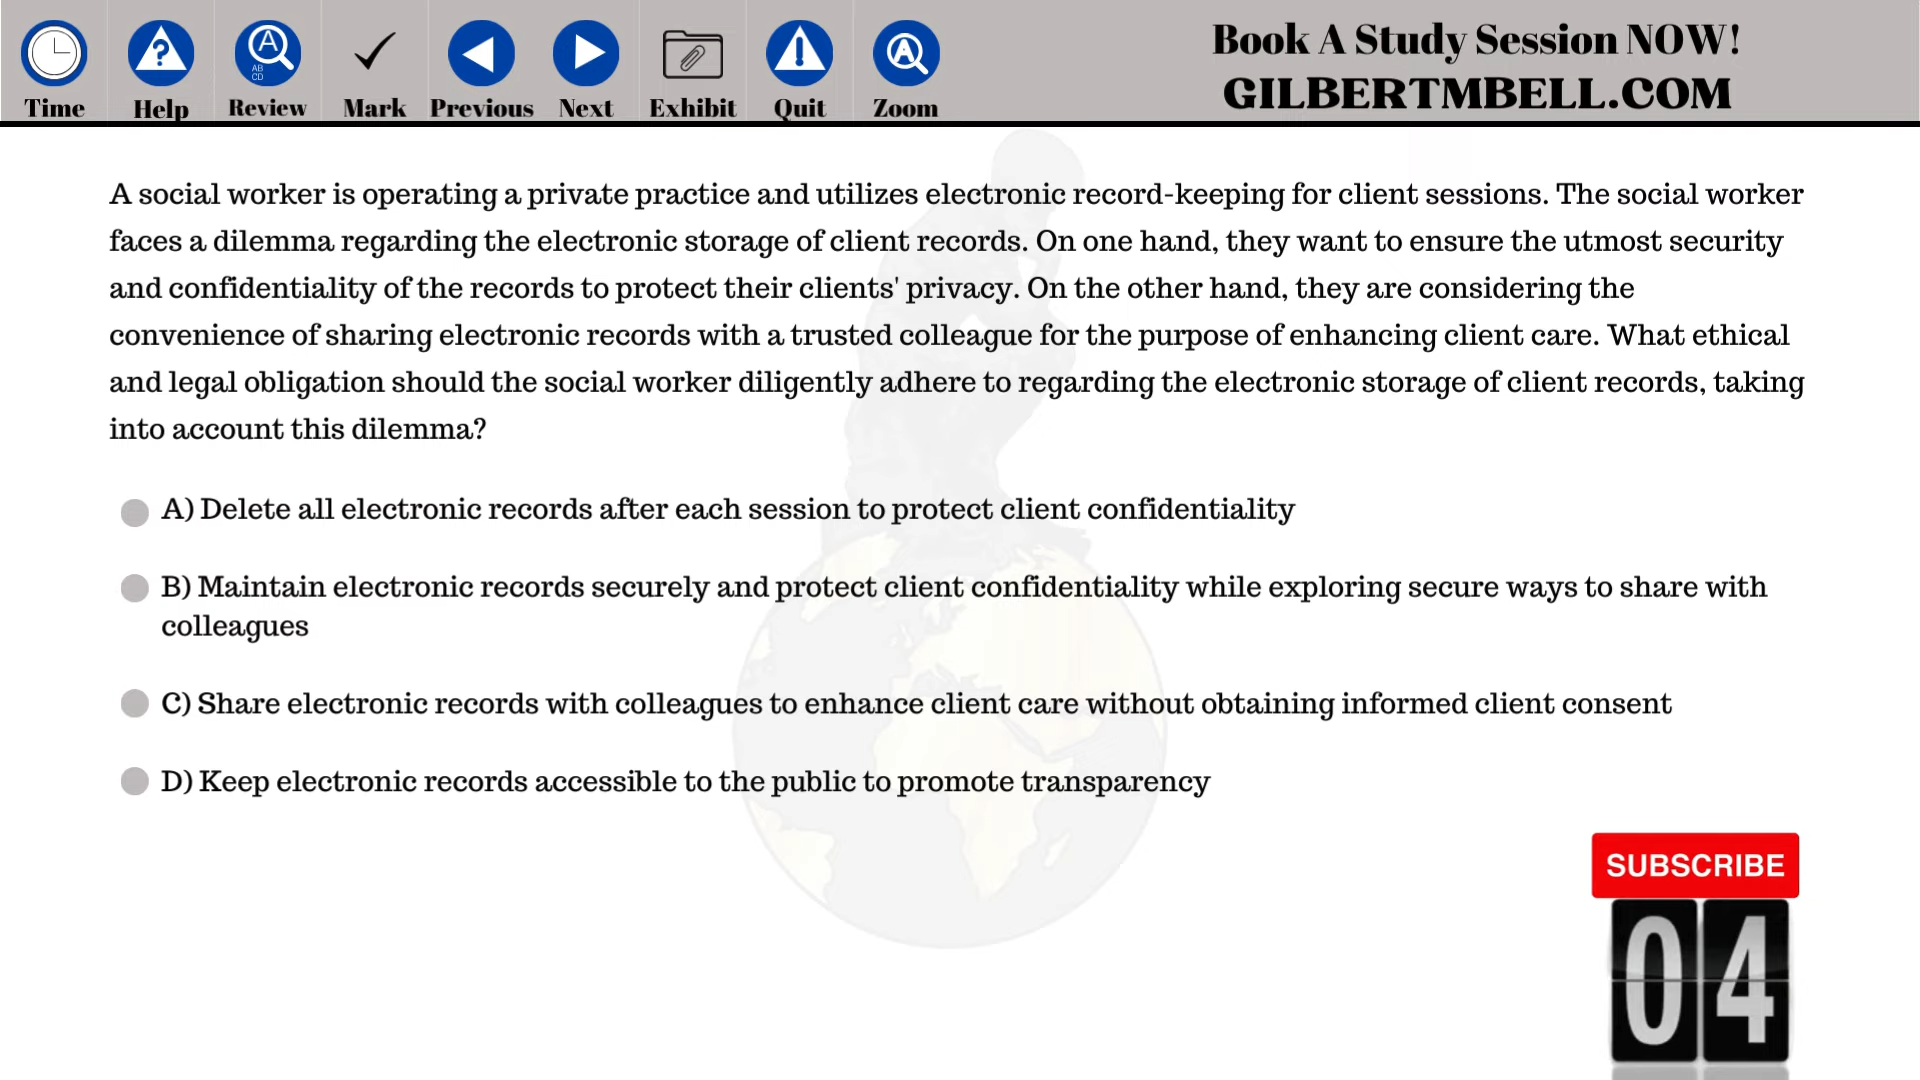 Book A Study Session NOW!
GILBERTMBELL.COM
A
AB
CD
?
!
A
Time Help Review Mark Previous Next Exhibit Quit Zoom
A social worker is operating a private practice and utilizes electronic record-keeping for client sessions. The social worker
faces a dilemma regarding the electronic storage of client records. On one hand, they want to ensure the utmost security
and confidentiality of the records to protect their clients' privacy. On the other hand, they are considering the
convenience of sharing electronic records with a trusted colleague for the purpose of enhancing client care. What ethical
and legal obligation should the social worker diligently adhere to regarding the electronic storage of client records, taking
into account this dilemma?
A) Delete all electronic records after each session to protect client confidentiality
B) Maintain electronic records securely and protect client confidentiality while exploring secure ways to share with
colleagues
C) Share electronic records with colleagues to enhance client care without obtaining informed client consent
D) Keep electronic records accessible to the public to promote transparency
SUBSCRIBE
04